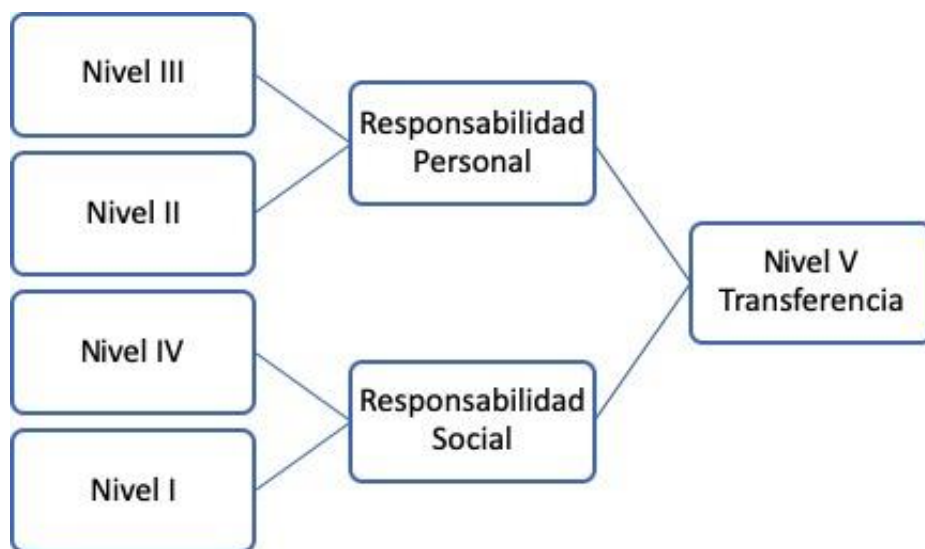 Nivel III
Nivel II
Nivel IV
Nivel I
Responsabilidad
Personal
Responsabilidad
Social
Nivel V
Transferencia